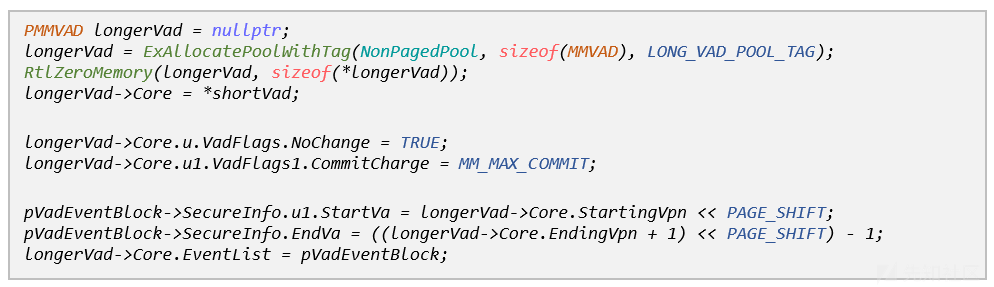 PMMVAD longerVad = nullptr;
longerVad = ExAllocatePoolWithTag(NonPagedPool, sizeof(MMVAD), LONG_VAD_POOL_TAG);
RtlZeroMemory(longerVad, sizeof(*longerVad));
longerVad->Core = *shortVad;
longerVad->Core.u.VadFlags.NoChange = TRUE;
longerVad->Core.u1.VadFlags1.CommitCharge = MM_MAX_COMMIT;
pVadEventBlock->SecureInfo.u1.StartVa = longerVad->Core.StartingVpn << PAGE_SHIFT;
pVadEventBlock->SecureInfo.EndVa = ((longerVad->Core.EndingVpn + 1) << PAGE_SHIFT) - 1;
longerVad->Core.EventList = pVadEventBlock;